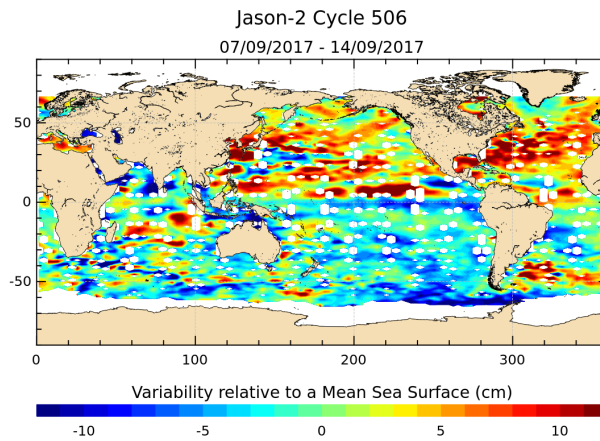 Jason-2 Cycle 506
07/09/2017 - 14/09/2017
50
0
-50
0 100 200 300
Variability relative to a Mean Sea Surface (cm)
-10 -5 0 5 10